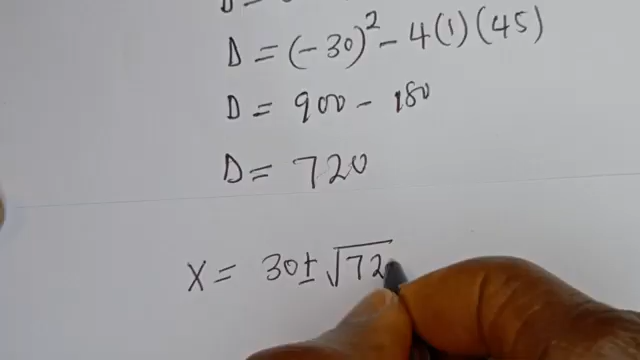 D = (-30)² - 4(1)(45)
D = 900 - 180
D = 720
X = 30 ± √72